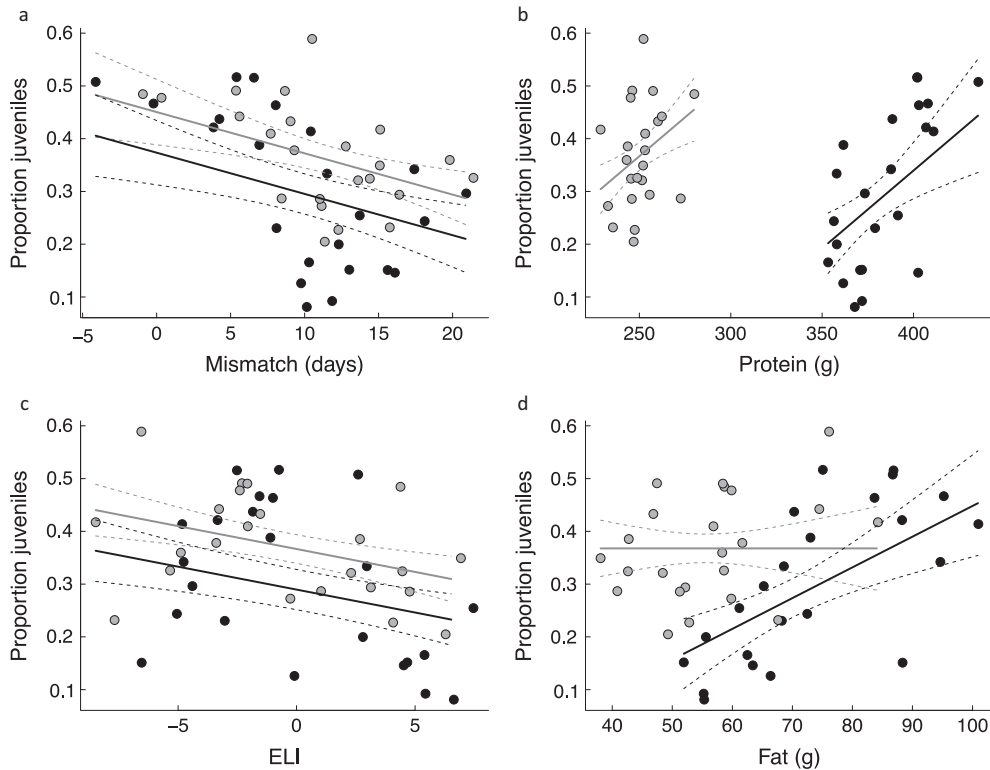 a
Proportion juveniles
0.6
0.5
0.4
0.3
0.2
0.1
−5 0 5 10 15 20
Mismatch (days)
b
Proportion juveniles
0.6
0.5
0.4
0.3
0.2
0.1
250 300 350 400
Protein (g)
c
Proportion juveniles
0.6
0.5
0.4
0.3
0.2
0.1
−5 0 5
ELI
d
Proportion juveniles
0.6
0.5
0.4
0.3
0.2
0.1
40 50 60 70 80 90 100
Fat (g)